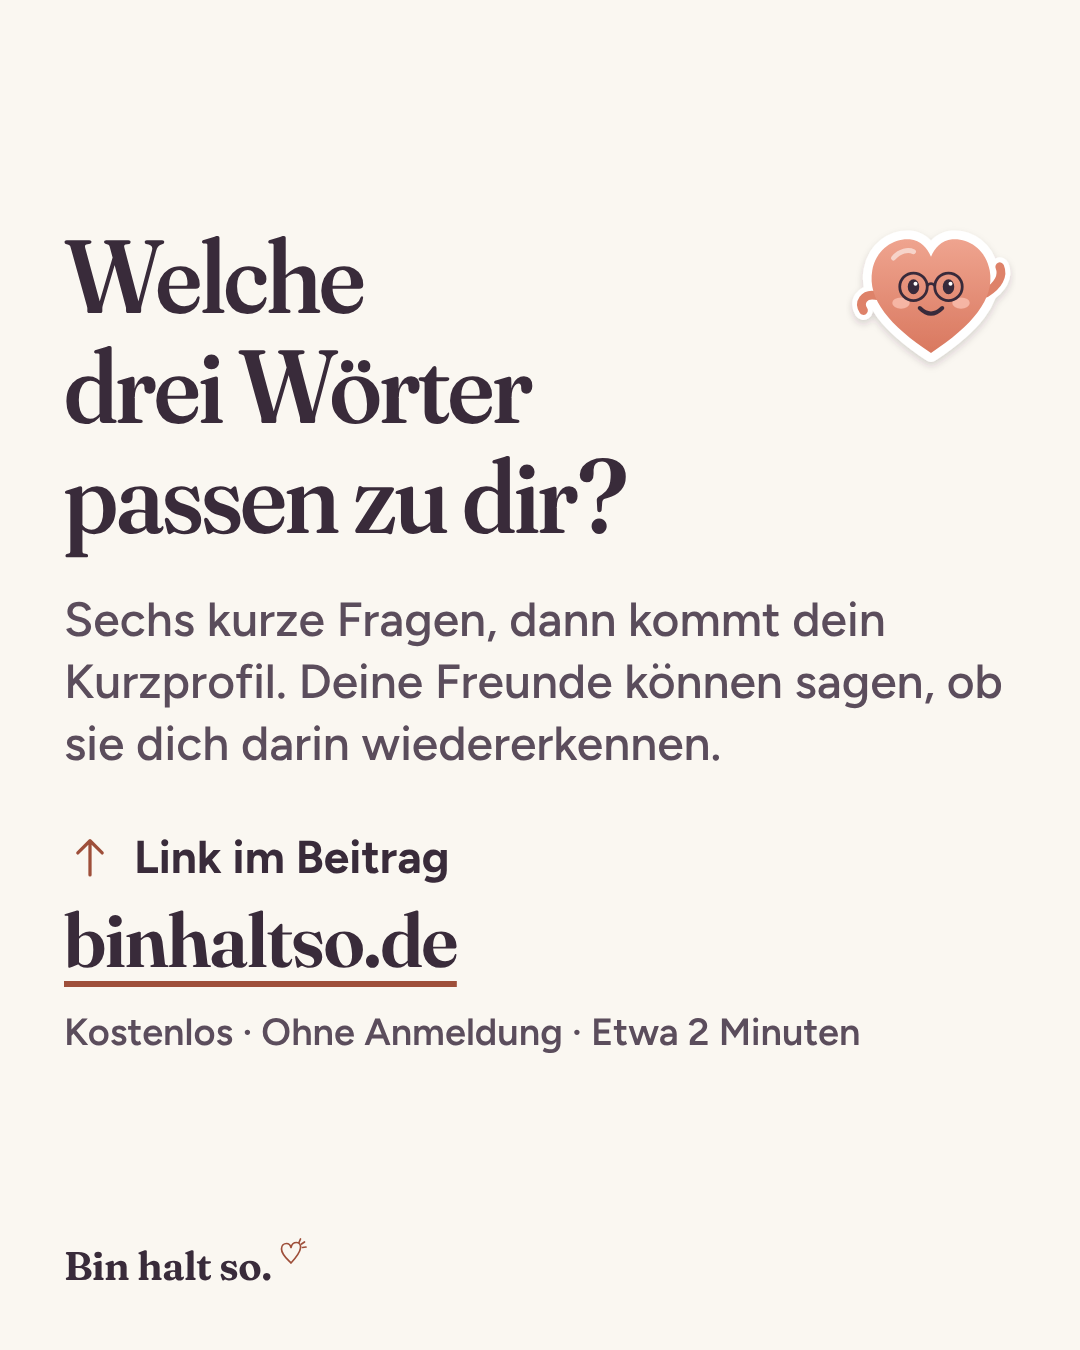 Welche
drei Wörter
passen zu dir?
Sechs kurze Fragen, dann kommt dein
Kurzprofil. Deine Freunde können sagen, ob
sie dich darin wiedererkennen.
↑ Link im Beitrag
binhaltso.de
Kostenlos · Ohne Anmeldung · Etwa 2 Minuten
Bin halt so.